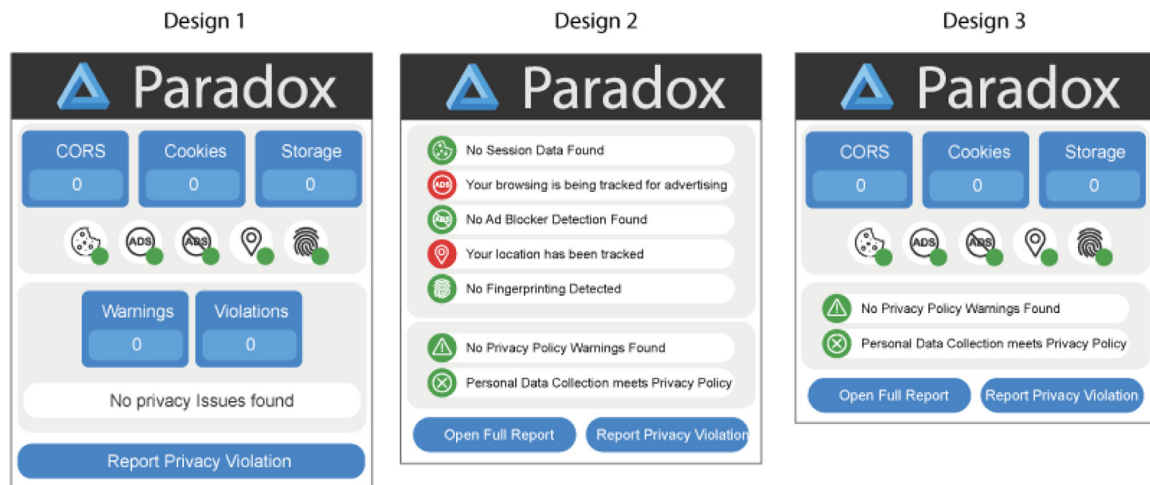 Design 1
Design 2
Design 3
Paradox
CORS
Cookies
Storage
0
0
0
ADS
ADS
Warnings
Violations
0
0
No privacy Issues found
Report Privacy Violation
Paradox
No Session Data Found
ADS
Your browsing is being tracked for advertising
ADS
No Ad Blocker Detection Found
Your location has been tracked
No Fingerprinting Detected
No Privacy Policy Warnings Found
Personal Data Collection meets Privacy Policy
Open Full Report
Report Privacy Violation
Paradox
CORS
Cookies
Storage
0
0
0
ADS
ADS
No Privacy Policy Warnings Found
Personal Data Collection meets Privacy Policy
Open Full Report
Report Privacy Violation